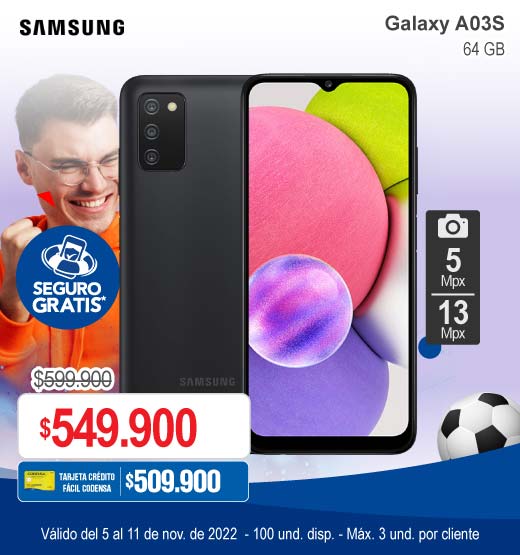 SAMSUNG
Galaxy A03S
64 GB
5
Mpx
13
Mpx
SEGURO
GRATIS*
SAMSUNG
$599.900
$549.900
TARJETA CRÉDITO
FÁCIL CODENSA
$509.900
Válido del 5 al 11 de nov. de 2022 - 100 und. disp. - Máx. 3 und. por cliente